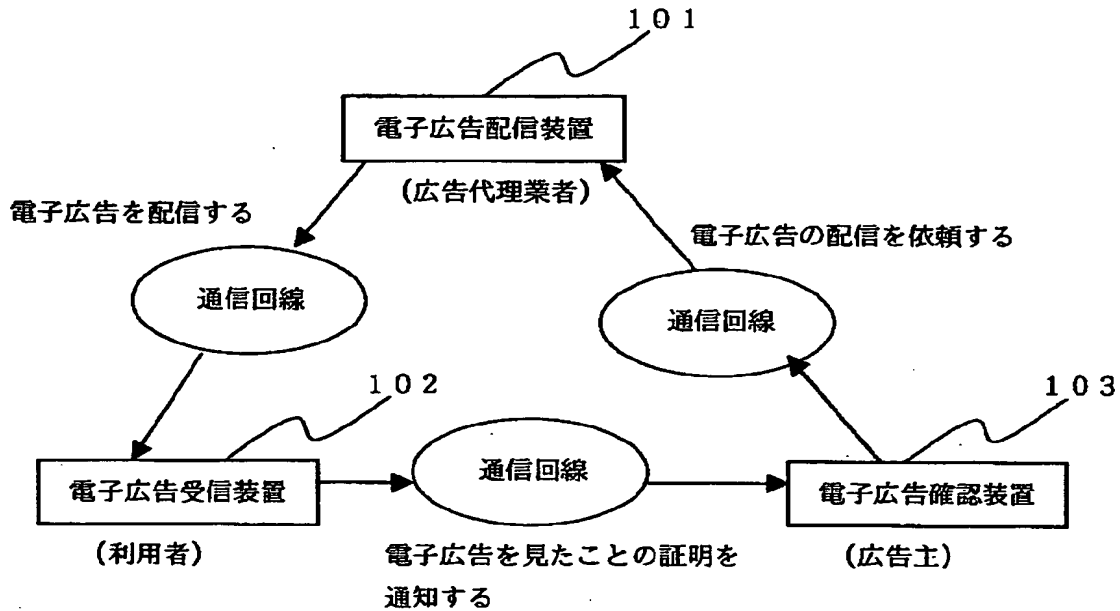 １０１
電子広告配信装置
(広告代理業者)
電子広告を配信する
電子広告の配信を依頼する
通信回線
通信回線
１０２
１０３
通信回線
電子広告受信装置
電子広告確認装置
(利用者)
電子広告を見たことの証明を
通知する
(広告主)